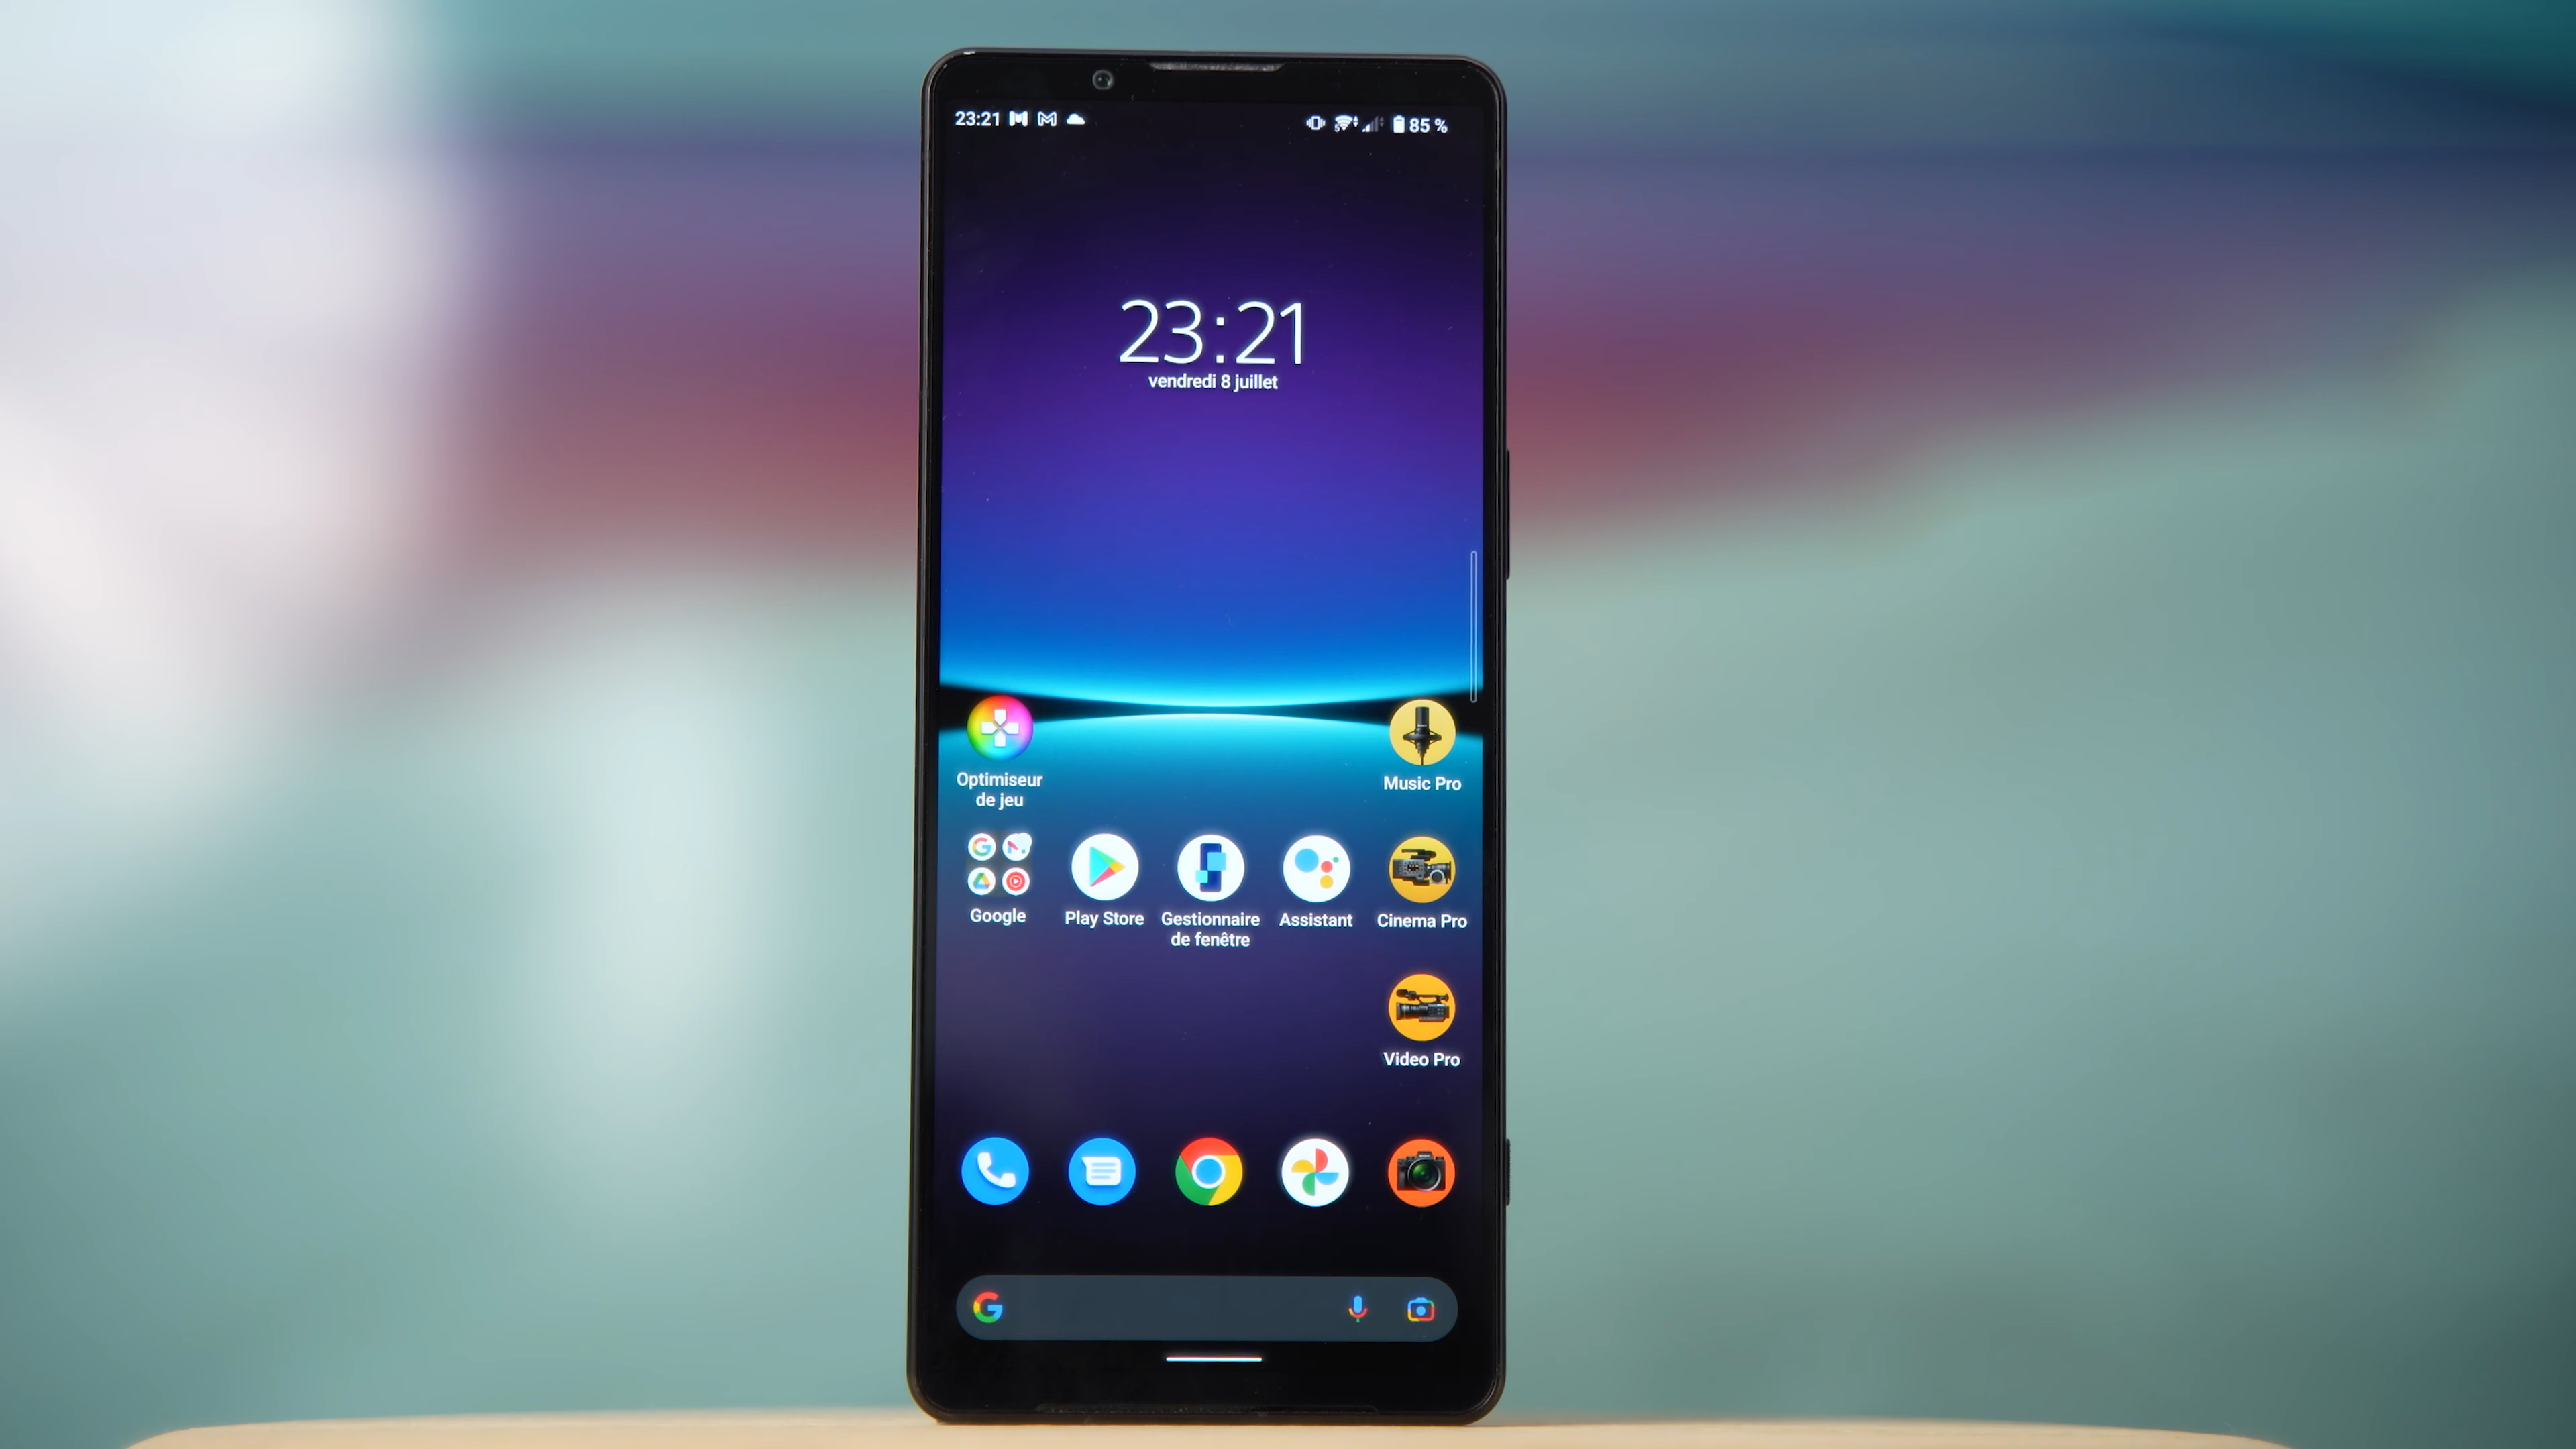 23:21
85 %
23:21
vendredi 8 juillet
Optimiseur
de jeu
Music Pro
Google
Play Store
Gestionnaire
de fenêtre
Assistant
Cinema Pro
Video Pro